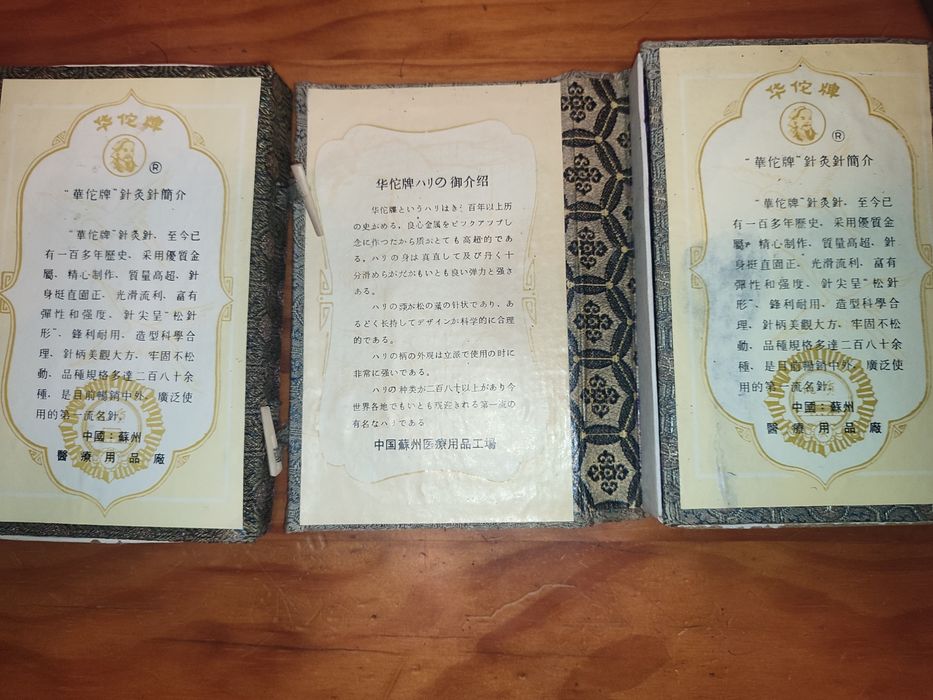 华佗牌
®
“華佗牌”針灸針簡介
“華佗牌”針灸針、至今已
有一百多年歷史、采用優質金
屬、精心制作、質量高超、針
身挺直圓正、光滑流利、富有
彈性和强度、針尖呈“松針
形”、鋒利耐用、造型科學合
理、針柄美觀大方、牢固不松
動、品種規格多達二百八十余
種、是目前暢銷中外、廣泛使
用的第一流名針。
中國：蘇州
醫療用品廠
华佗牌ハリの御介绍
华佗牌というハリはき 百年以上历
の史がめる、良心金属をピックアップし
念に作つたから质がとても高超的であ
る。ハリの身は真直して及び丹く十
分滑めらかだがもいとも良い弹力と强さ
ある。
ハリの が松の葉の针状であり、あ
るどく长持してデザインが科学的に合理
的である。
ハリの柄の外观は立派で使用の时に
非常に强いである。
ハリの种类が二百八十以上があり今
世界各地でもいとも欢迎される第一流の
有名なハリである
中国蘇州医療用品工場
华佗牌
®
“華佗牌”針灸針簡介
“華佗牌”針灸針、至今已
有一百多年歷史、采用優質金
屬、精心制作、質量高超、針
身挺直圓正、光滑流利、富有
彈性和强度、針尖呈“松針
形”、鋒利耐用、造型科學合
理、針柄美觀大方、牢固不松
動、品種規格多達二百八十余
種、是目前暢銷中外、廣泛使
用的第一流名針。
中國：蘇州
醫療用品廠